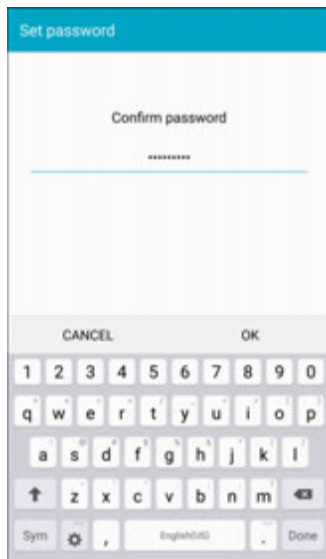 Set password
Confirm password
•••••••••
CANCEL OK
1 2 3 4 5 6 7 8 9 0
q w e r t y u i o p
a s d f g h j k l
z x c v b n m
Sym , English(US) . Done